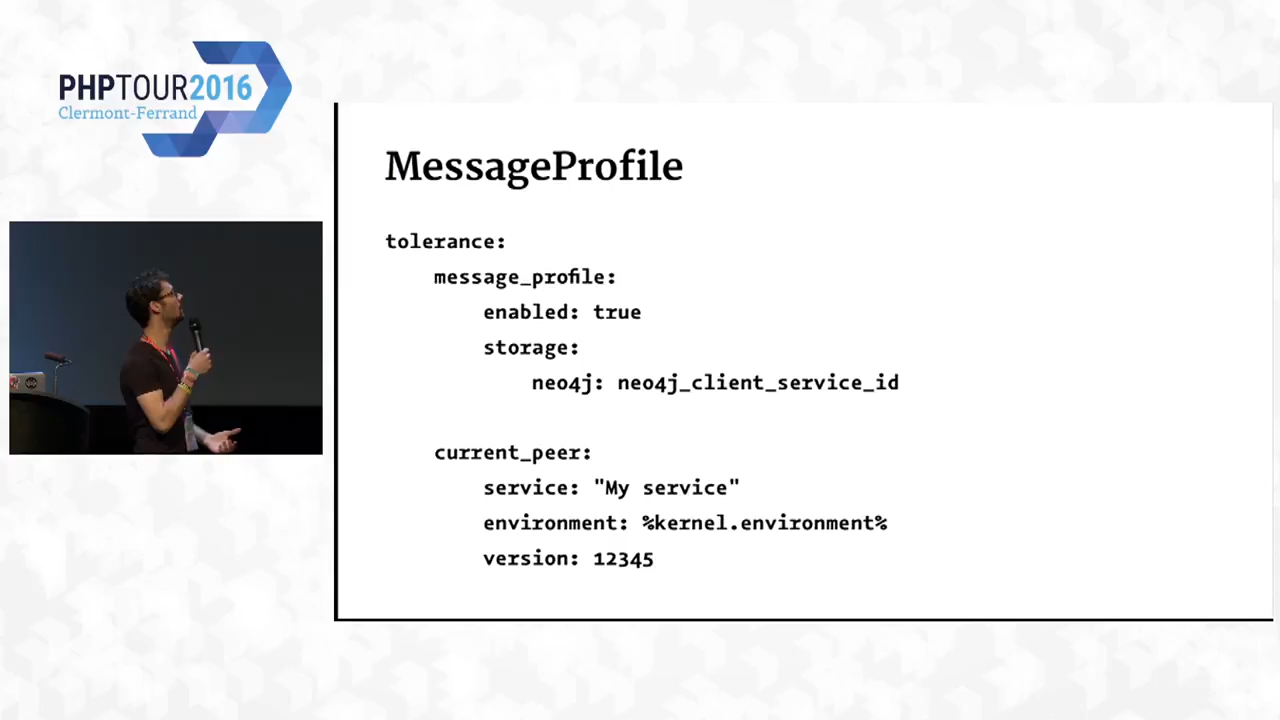 PHPTOUR2016
Clermont-Ferrand
MessageProfile
tolerance:
    message_profile:
        enabled: true
        storage:
            neo4j: neo4j_client_service_id

    current_peer:
        service: "My service"
        environment: %kernel.environment%
        version: 12345